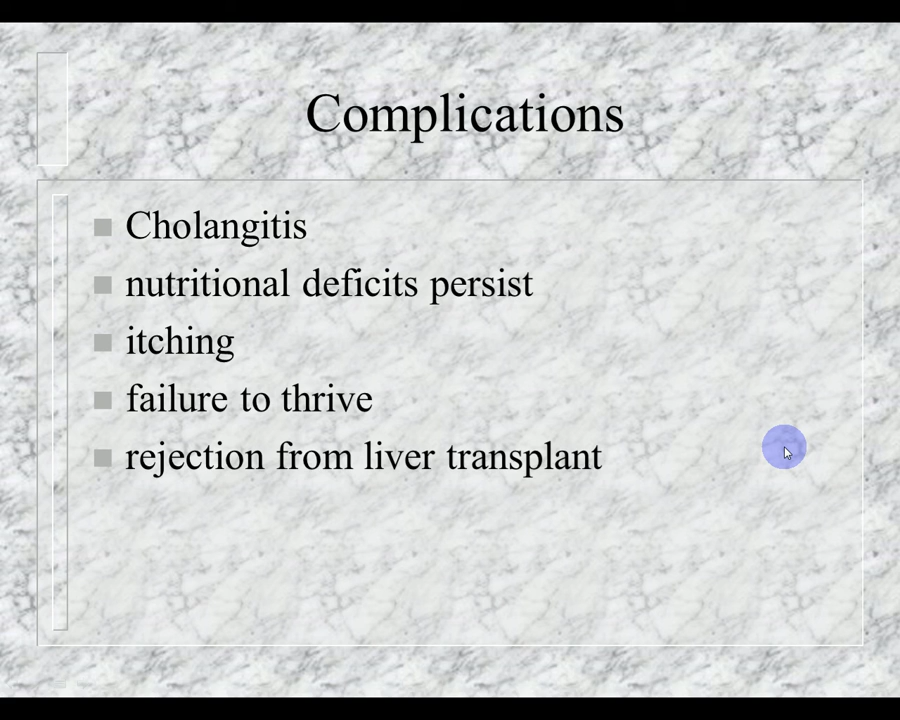 Complications
Cholangitis
nutritional deficits persist
itching
failure to thrive
rejection from liver transplant